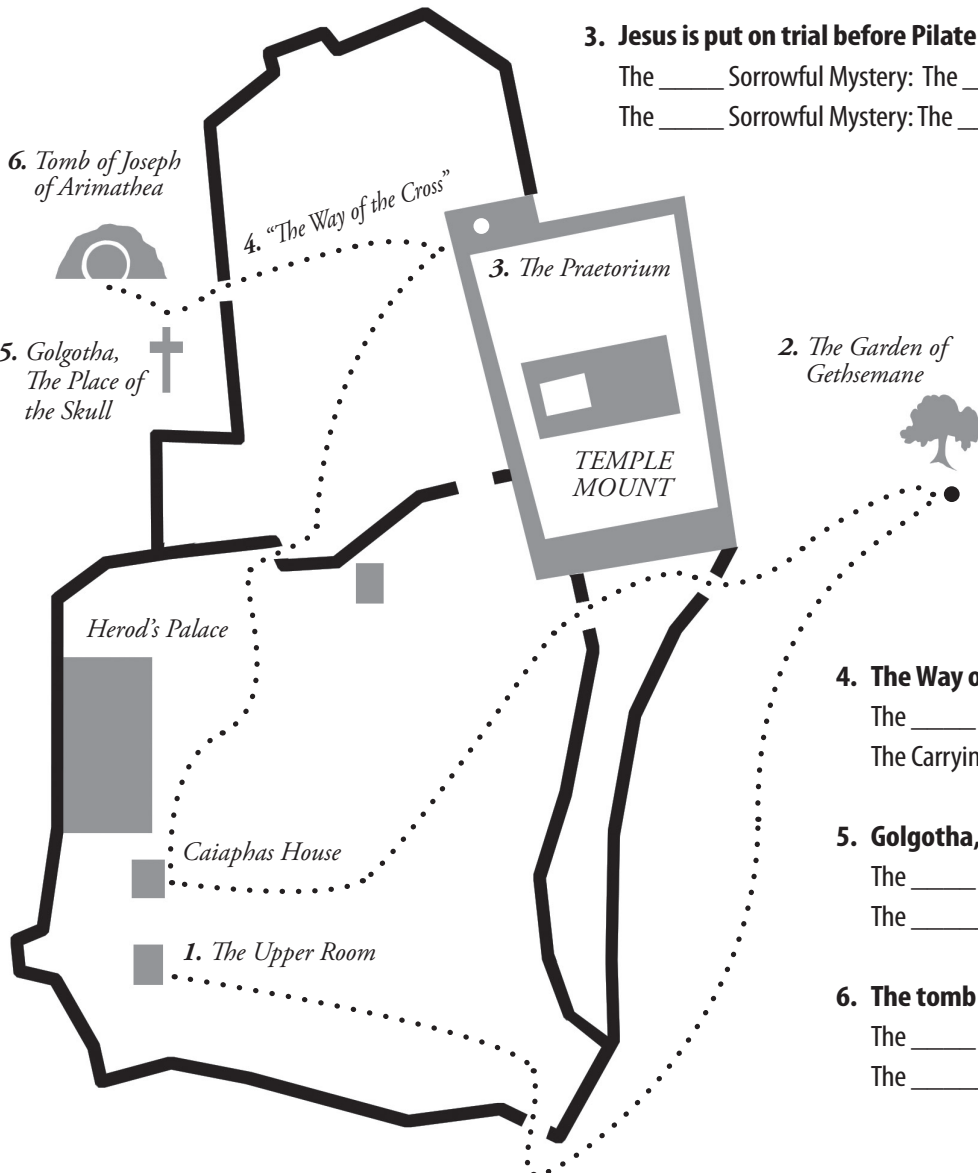 3. Jesus is put on trial before Pilate
The _____ Sorrowful Mystery: The _
The _____ Sorrowful Mystery: The _
6. Tomb of Joseph
of Arimathea
4. “The Way of the Cross”
3. The Praetorium
5. Golgotha,
The Place of
the Skull
2. The Garden of
Gethsemane
TEMPLE
MOUNT
Herod's Palace
4. The Way o
The _____
The Carryin
Caiaphas House
5. Golgotha,
The _____
The _____
1. The Upper Room
6. The tomb
The _____
The _____